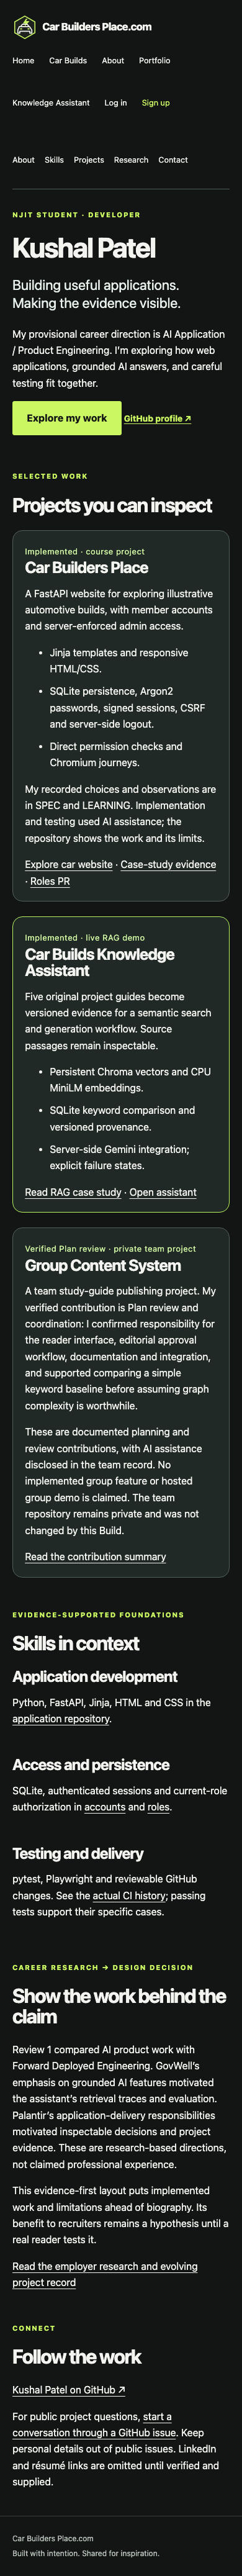 Car Builders Place.com
Home Car Builds About Portfolio
Knowledge Assistant Log in Sign up
About Skills Projects Research Contact
NJIT STUDENT · DEVELOPER
Kushal Patel
Building useful applications.
Making the evidence visible.
My provisional career direction is AI Application
/ Product Engineering. I'm exploring how web
applications, grounded AI answers, and careful
testing fit together.
Explore my work GitHub profile ↗
SELECTED WORK
Projects you can inspect
Implemented · course project
Car Builders Place
A FastAPI website for exploring illustrative
automotive builds, with member accounts
and server-enforced admin access.
• Jinja templates and responsive
HTML/CSS.
• SQLite persistence, Argon2
passwords, signed sessions, CSRF
and server-side logout.
• Direct permission checks and
Chromium journeys.
My recorded choices and observations are
in SPEC and LEARNING. Implementation
and testing used AI assistance; the
repository shows the work and its limits.
Explore car website · Case-study evidence
· Roles PR
Implemented · live RAG demo
Car Builds Knowledge
Assistant
Five original project guides become
versioned evidence for a semantic search
and generation workflow. Source
passages remain inspectable.
• Persistent Chroma vectors and CPU
MiniLM embeddings.
• SQLite keyword comparison and
versioned provenance.
• Server-side Gemini integration;
explicit failure states.
Read RAG case study · Open assistant
Verified Plan review · private team project
Group Content System
A team study-guide publishing project. My
verified contribution is Plan review and
coordination: I confirmed responsibility for
the reader interface, editorial approval
workflow, documentation and integration,
and supported comparing a simple
keyword baseline before assuming graph
complexity is worthwhile.
These are documented planning and
review contributions, with AI assistance
disclosed in the team record. No
implemented group feature or hosted
group demo is claimed. The team
repository remains private and was not
changed by this Build.
Read the contribution summary
EVIDENCE-SUPPORTED FOUNDATIONS
Skills in context
Application development
Python, FastAPI, Jinja, HTML and CSS in the
application repository.
Access and persistence
SQLite, authenticated sessions and current-role
authorization in accounts and roles.
Testing and delivery
pytest, Playwright and reviewable GitHub
changes. See the actual CI history; passing
tests support their specific cases.
CAREER RESEARCH → DESIGN DECISION
Show the work behind the
claim
Review 1 compared AI product work with
Forward Deployed Engineering. GovWell's
emphasis on grounded AI features motivated
the assistant's retrieval traces and evaluation.
Palantir's application-delivery responsibilities
motivated inspectable decisions and project
evidence. These are research-based directions,
not claimed professional experience.
This evidence-first layout puts implemented
work and limitations ahead of biography. Its
benefit to recruiters remains a hypothesis until a
real reader tests it.
Read the employer research and evolving
project record
CONNECT
Follow the work
Kushal Patel on GitHub ↗
For public project questions, start a
conversation through a GitHub issue. Keep
personal details out of public issues. LinkedIn
and résumé links are omitted until verified and
supplied.
Car Builders Place.com
Built with intention. Shared for inspiration.